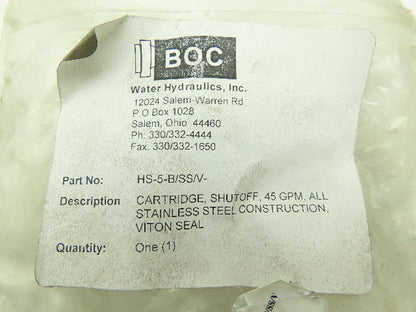 BOC
Water Hydraulics, Inc.
12024 Salem-Warren Rd
P.O Box 1028
Salem, Ohio 44460
Ph: 330/332-4444
Fax: 330/332-1650
Part No: HS-5-B/SS/V-
Description CARTRIDGE, SHUTOFF, 45 GPM, ALL
STAINLESS STEEL CONSTRUCTION,
VITON SEAL
Quantity: One (1)